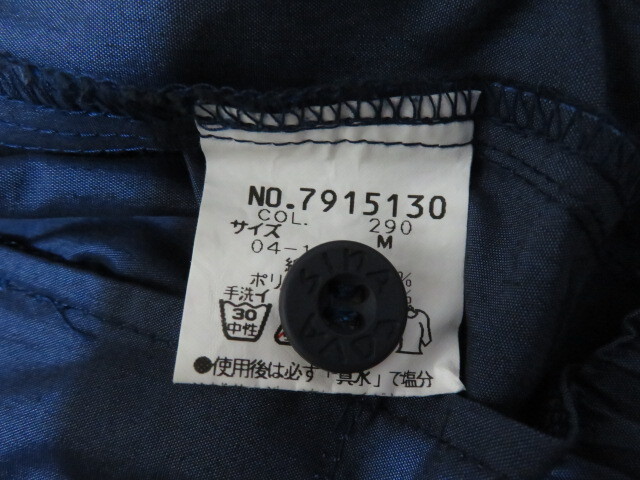 NO.7915130
COL. 290
サイズ M
04-1
ポリ %
手洗イ
30
中性
●使用後は必ず「真水」で塩分